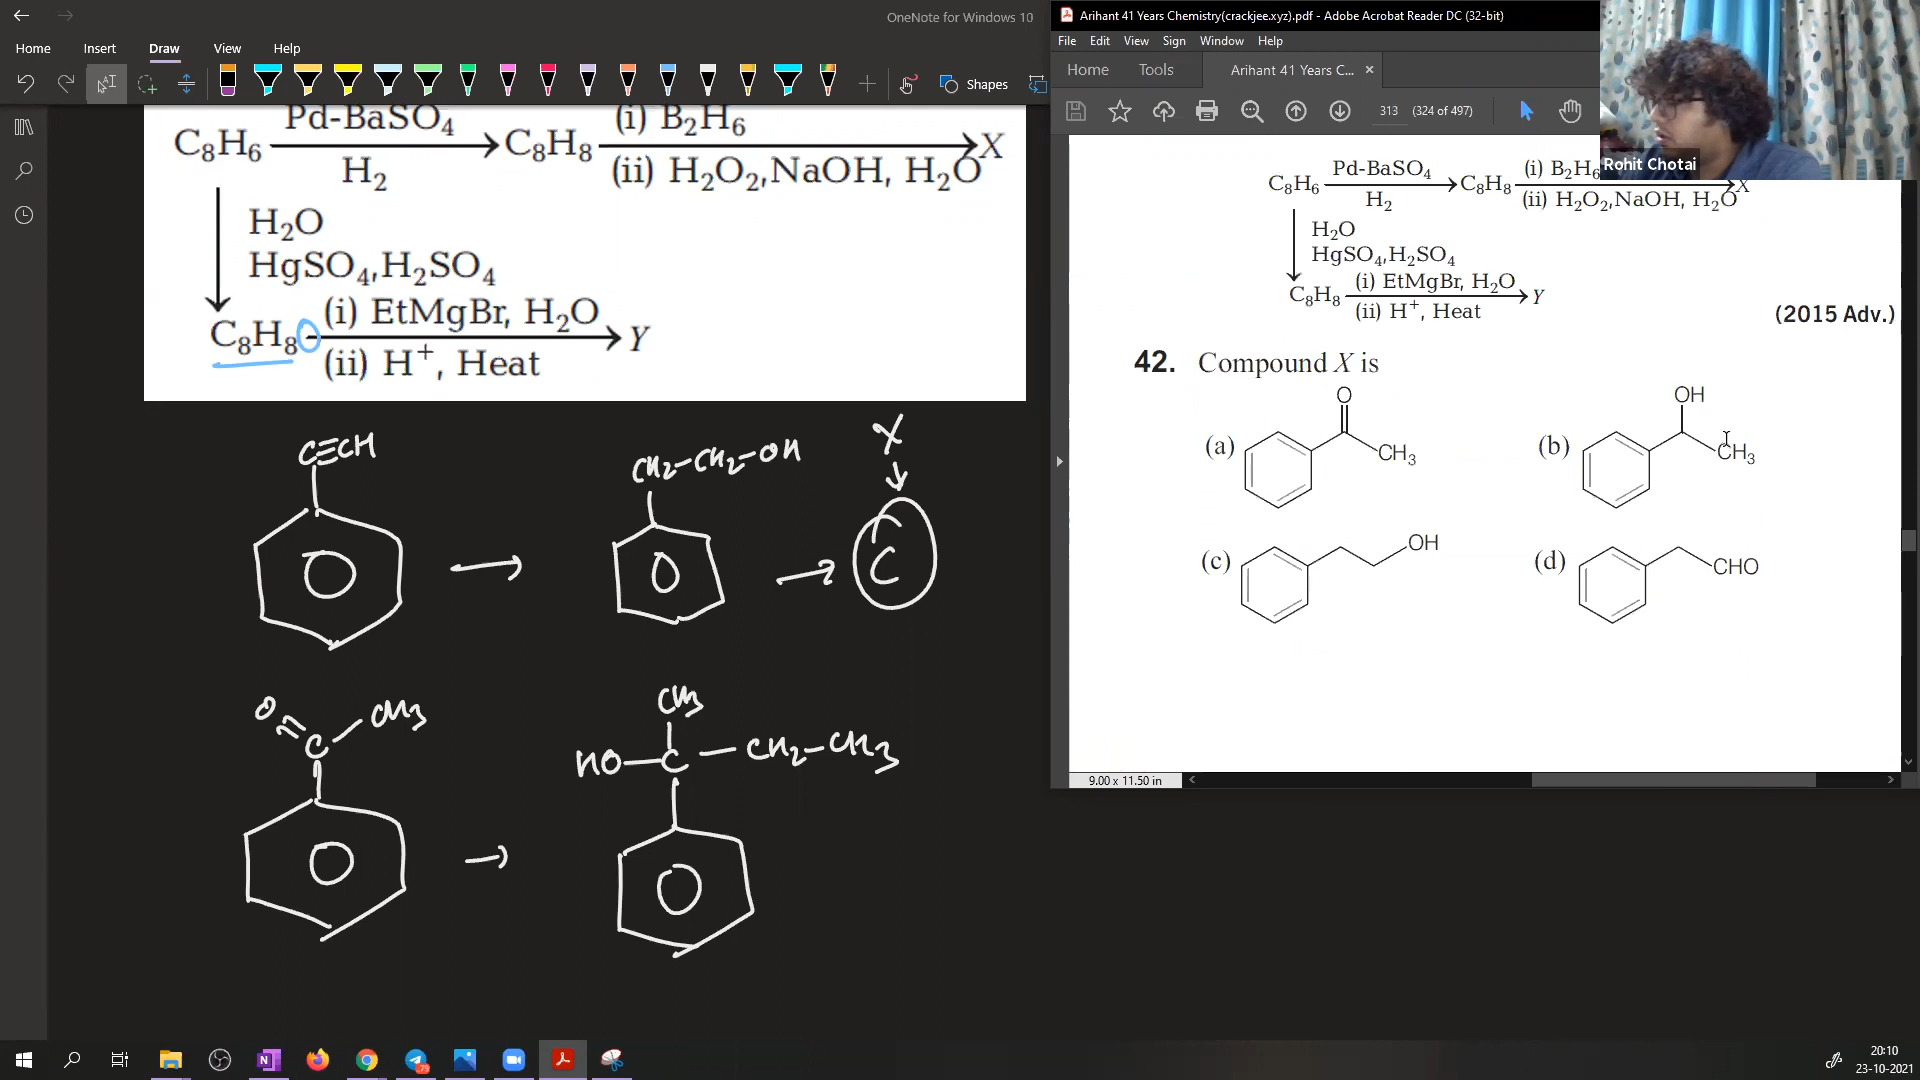 OneNote for Windows 10
Home Insert Draw View Help
Shapes
Pd-BaSO₄ (i) B₂H₆
C₈H₆ C₈H₈ X
H₂ (ii) H₂O₂,NaOH, H₂O
H₂O
HgSO₄,H₂SO₄
(i) EtMgBr, H₂O
C₈H₈O Y
(ii) H⁺, Heat
C≡CH
CH₂-CH₂-OH
X
C
O
C
CH₃
CH₃
HO-C-CH₂-CH₃
Arihant 41 Years Chemistry(crackjee.xyz).pdf - Adobe Acrobat Reader DC (32-bit)
File Edit View Sign Window Help
Home Tools Arihant 41 Years C... ×
313 (324 of 497)
Rohit Chotai
Pd-BaSO₄ (i) B₂H₆
C₈H₆ C₈H₈ X
H₂ (ii) H₂O₂,NaOH, H₂O
H₂O
HgSO₄,H₂SO₄
(i) EtMgBr, H₂O
C₈H₈ Y
(ii) H⁺, Heat
(2015 Adv.)
42. Compound X is
O OH
(a) CH₃ (b) CH₃
OH
(c) (d) CHO
9.00 x 11.50 in
79
20:10
23-10-2021